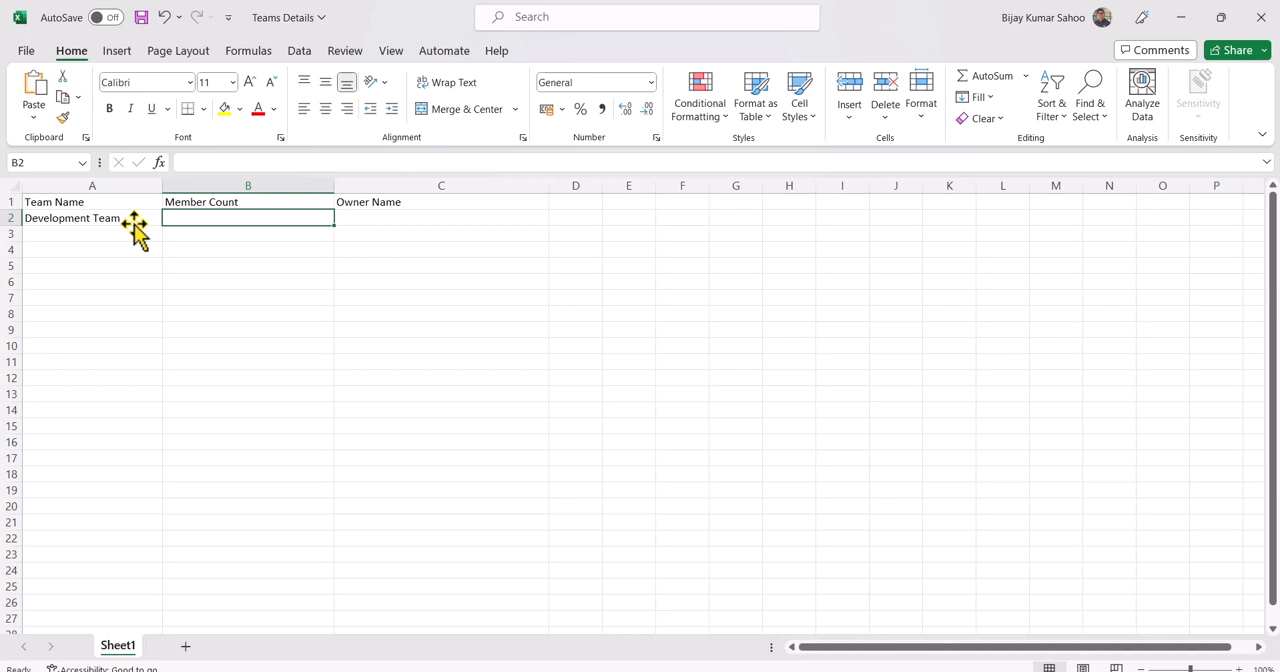 AutoSave Off Teams Details Search Bijay Kumar Sahoo
File Home Insert Page Layout Formulas Data Review View Automate Help Comments Share
Paste Calibri 11 Wrap Text General Conditional Formatting Format as Table Cell Styles Insert Delete Format AutoSum Sort & Filter Find & Select Analyze Data Sensitivity
B I U Merge & Center % Fill
Clear
Clipboard Font Alignment Number Styles Cells Editing Analysis Sensitivity
B2 fx
A B C D E F G H I J K L M N O P
1 Team Name Member Count Owner Name
2 Development Team
3
4
5
6
7
8
9
10
11
12
13
14
15
16
17
18
19
20
21
22
23
24
25
26
27
28
Sheet1
Ready Accessibility: Good to go 100%